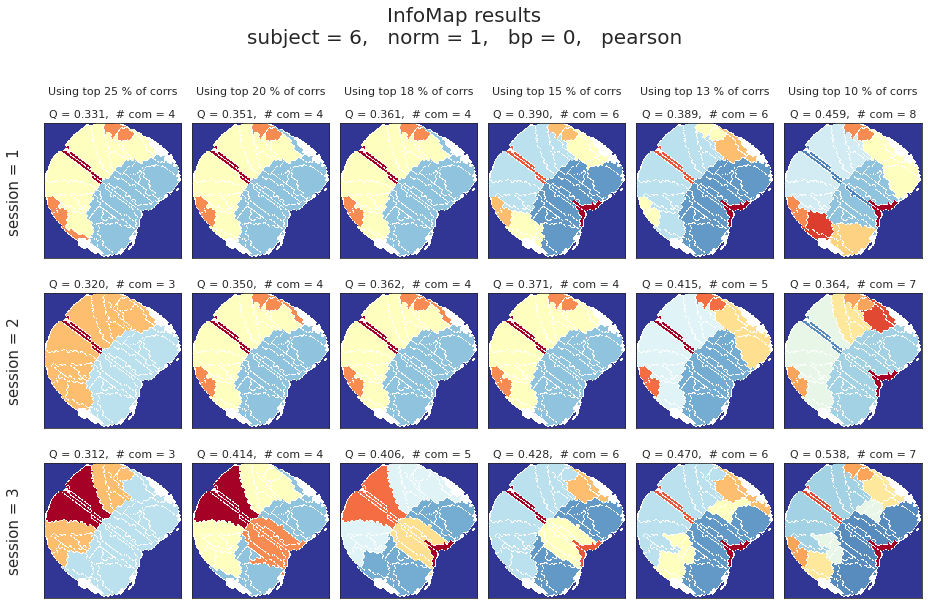 InfoMap results
subject = 6,   norm = 1,   bp = 0,   pearson
Using top 25 % of corrs
Using top 20 % of corrs
Using top 18 % of corrs
Using top 15 % of corrs
Using top 13 % of corrs
Using top 10 % of corrs
session = 1
Q = 0.331,  # com = 4
Q = 0.351,  # com = 4
Q = 0.361,  # com = 4
Q = 0.390,  # com = 6
Q = 0.389,  # com = 6
Q = 0.459,  # com = 8
session = 2
Q = 0.320,  # com = 3
Q = 0.350,  # com = 4
Q = 0.362,  # com = 4
Q = 0.371,  # com = 4
Q = 0.415,  # com = 5
Q = 0.364,  # com = 7
session = 3
Q = 0.312,  # com = 3
Q = 0.414,  # com = 4
Q = 0.406,  # com = 5
Q = 0.428,  # com = 6
Q = 0.470,  # com = 6
Q = 0.538,  # com = 7